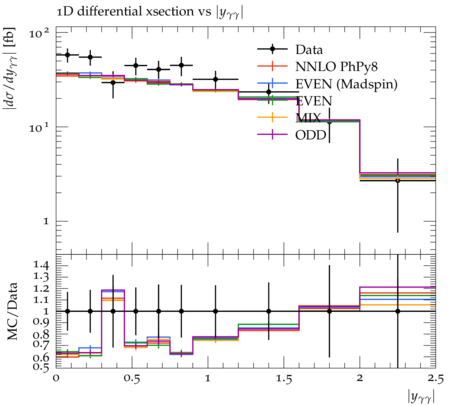 1D differential xsection vs |yγγ|
|dσ/dyγγ| [fb]
10²
10¹
1
Data
NNLO PhPy8
EVEN (Madspin)
EVEN
MIX
ODD
MC/Data
1.4
1.3
1.2
1.1
1
0.9
0.8
0.7
0.6
0.5
0 0.5 1 1.5 2 2.5
|yγγ|